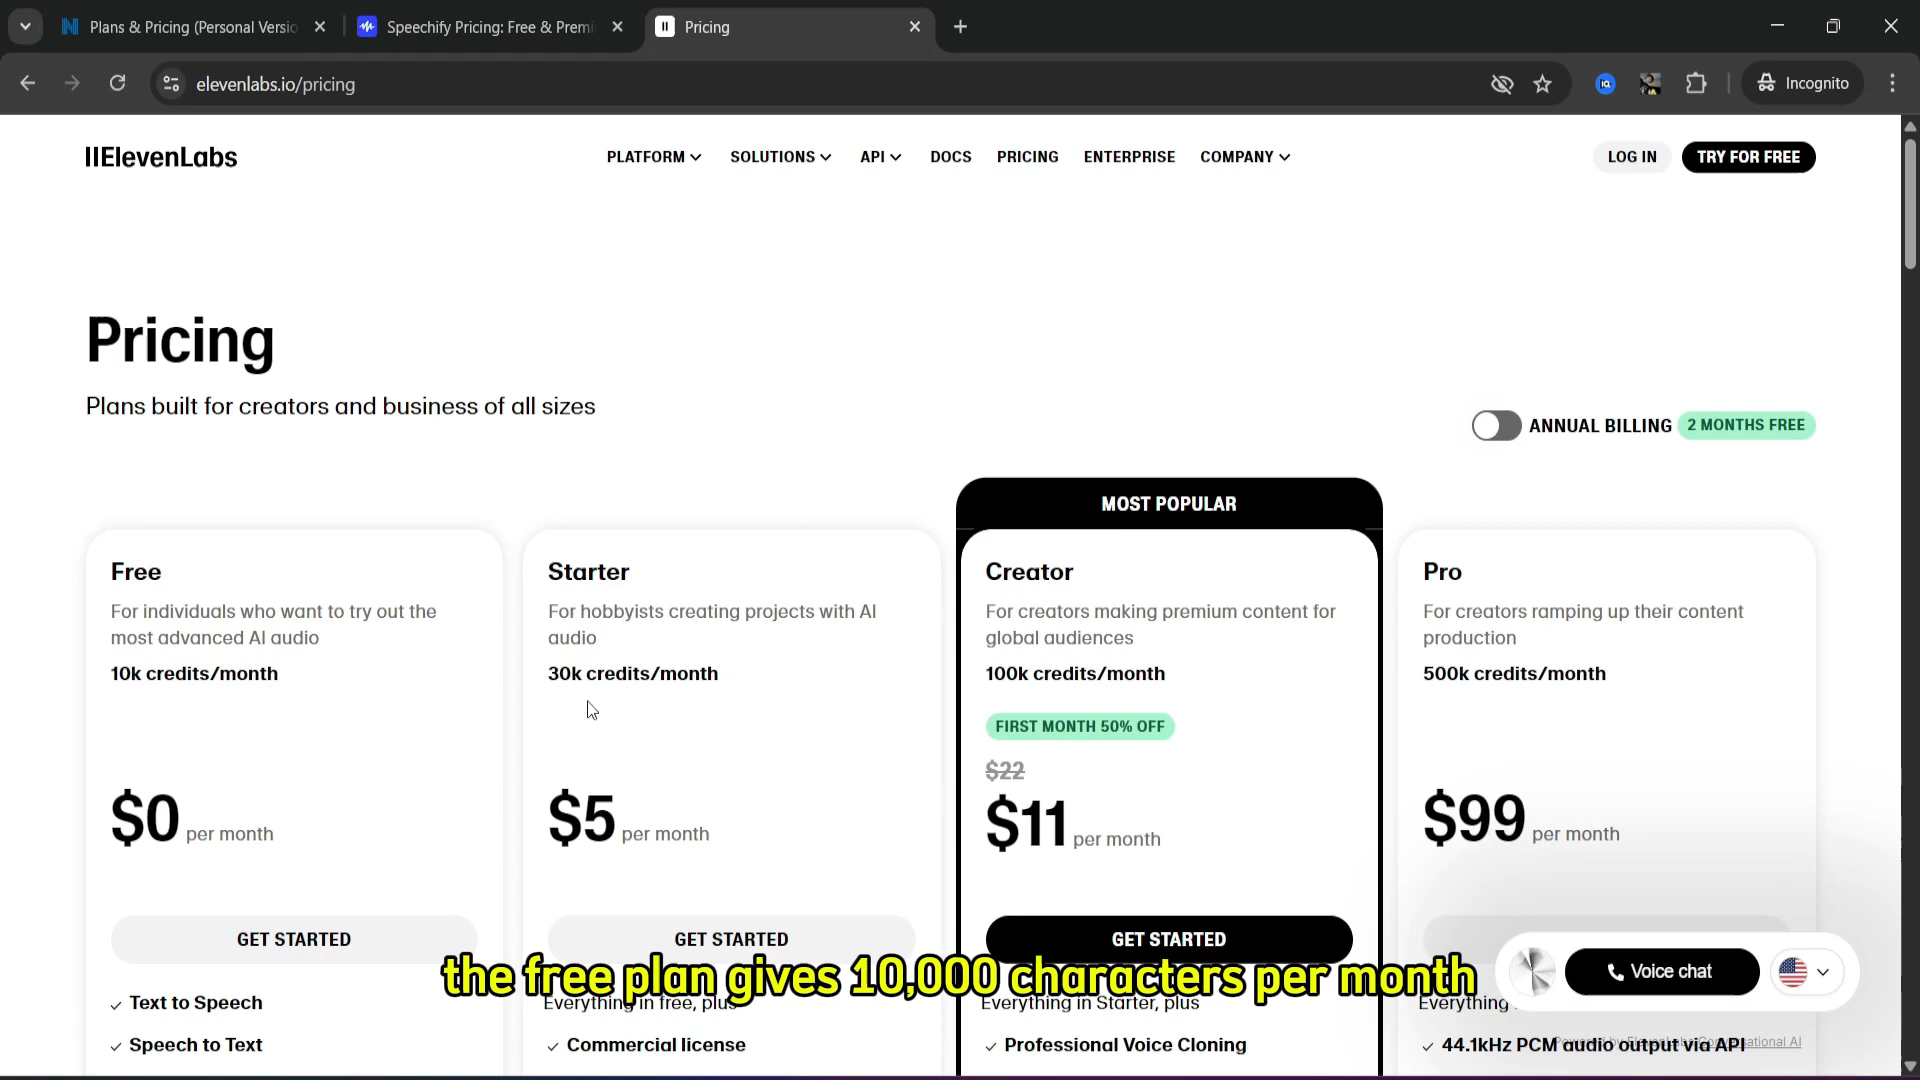 Plans & Pricing (Personal Versio
Speechify Pricing: Free & Premi
Pricing
elevenlabs.io/pricing
Incognito
IIElevenLabs
PLATFORM
SOLUTIONS
API
DOCS
PRICING
ENTERPRISE
COMPANY
LOG IN
TRY FOR FREE
Pricing
Plans built for creators and business of all sizes
ANNUAL BILLING
2 MONTHS FREE
MOST POPULAR
Free
For individuals who want to try out the
most advanced AI audio
10k credits/month
$0 per month
GET STARTED
Text to Speech
Speech to Text
Starter
For hobbyists creating projects with AI
audio
30k credits/month
$5 per month
GET STARTED
Everything in free, plus
Commercial license
Creator
For creators making premium content for
global audiences
100k credits/month
FIRST MONTH 50% OFF
$22
$11 per month
GET STARTED
Everything in Starter, plus
Professional Voice Cloning
Pro
For creators ramping up their content
production
500k credits/month
$99 per month
Everything
44.1kHz PCM audio output via API
Voice chat
Powered by ElevenLabs Conversational AI
the free plan gives 10,000 characters per month